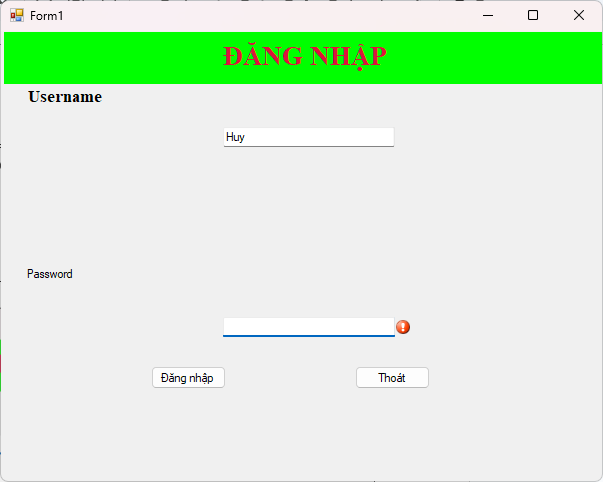 Form1
ĐĂNG NHẬP
Username
Huy
Password
Đăng nhập
Thoát